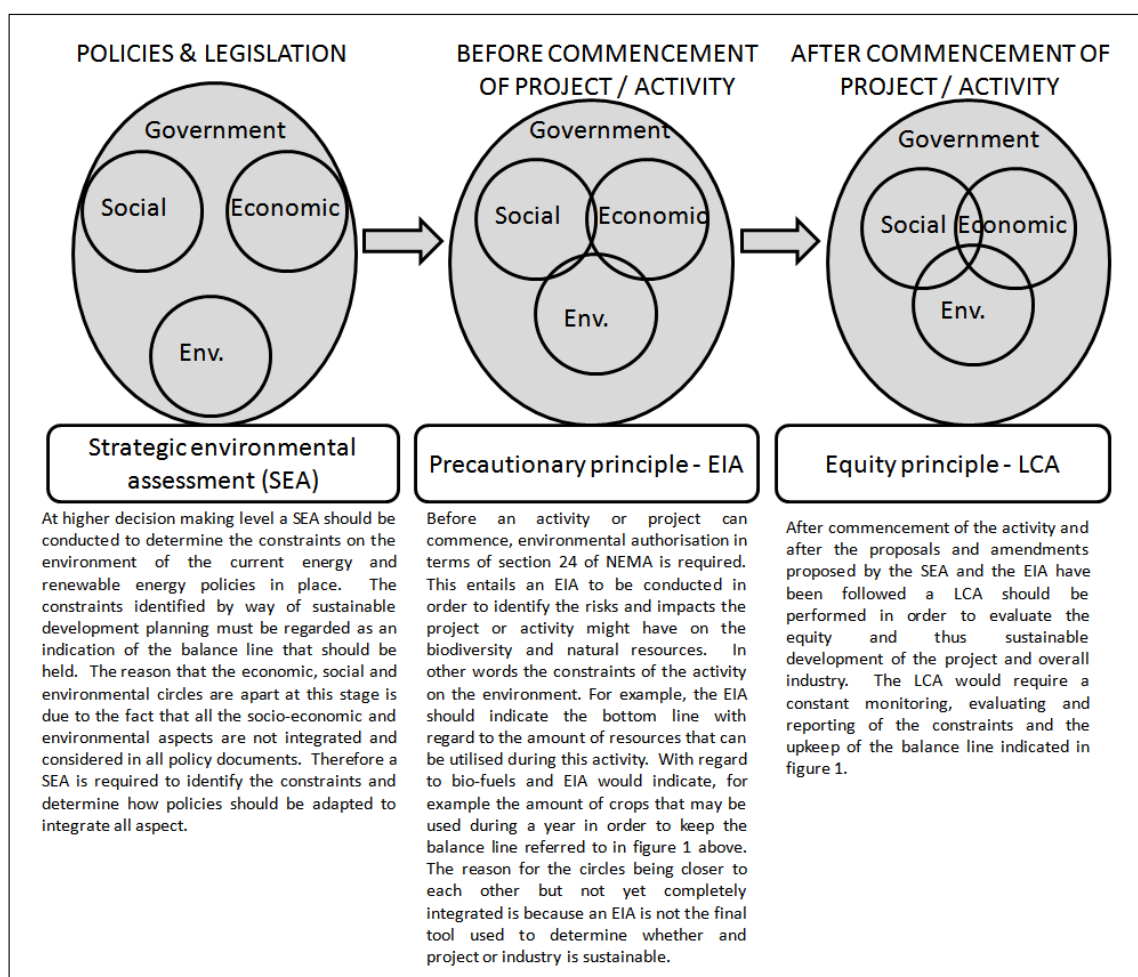 POLICIES & LEGISLATION
Government
Social
Economic
Env.
Strategic environmental
assessment (SEA)
At higher decision making level a SEA should be
conducted to determine the constraints on the
environment of the current energy and
renewable energy policies in place. The
constraints identified by way of sustainable
development planning must be regarded as an
indication of the balance line that should be
held. The reason that the economic, social and
environmental circles are apart at this stage is
due to the fact that all the socio-economic and
environmental aspects are not integrated and
considered in all policy documents. Therefore a
SEA is required to identify the constraints and
determine how policies should be adapted to
integrate all aspect.
BEFORE COMMENCEMENT
OF PROJECT / ACTIVITY
Government
Social
Economic
Env.
Precautionary principle - EIA
Before an activity or project can
commence, environmental authorisation in
terms of section 24 of NEMA is required.
This entails an EIA to be conducted in
order to identify the risks and impacts the
project or activity might have on the
biodiversity and natural resources. In
other words the constraints of the activity
on the environment. For example, the EIA
should indicate the bottom line with
regard to the amount of resources that can
be utilised during this activity. With regard
to bio-fuels and EIA would indicate, for
example the amount of crops that may be
used during a year in order to keep the
balance line referred to in figure 1 above.
The reason for the circles being closer to
each other but not yet completely
integrated is because an EIA is not the final
tool used to determine whether and
project or industry is sustainable.
AFTER COMMENCEMENT OF
PROJECT / ACTIVITY
Government
Social
Economic
Env.
Equity principle - LCA
After commencement of the activity and
after the proposals and amendments
proposed by the SEA and the EIA have
been followed a LCA should be
performed in order to evaluate the
equity and thus sustainable
development of the project and overall
industry. The LCA would require a
constant monitoring, evaluating and
reporting of the constraints and the
upkeep of the balance line indicated in
figure 1.